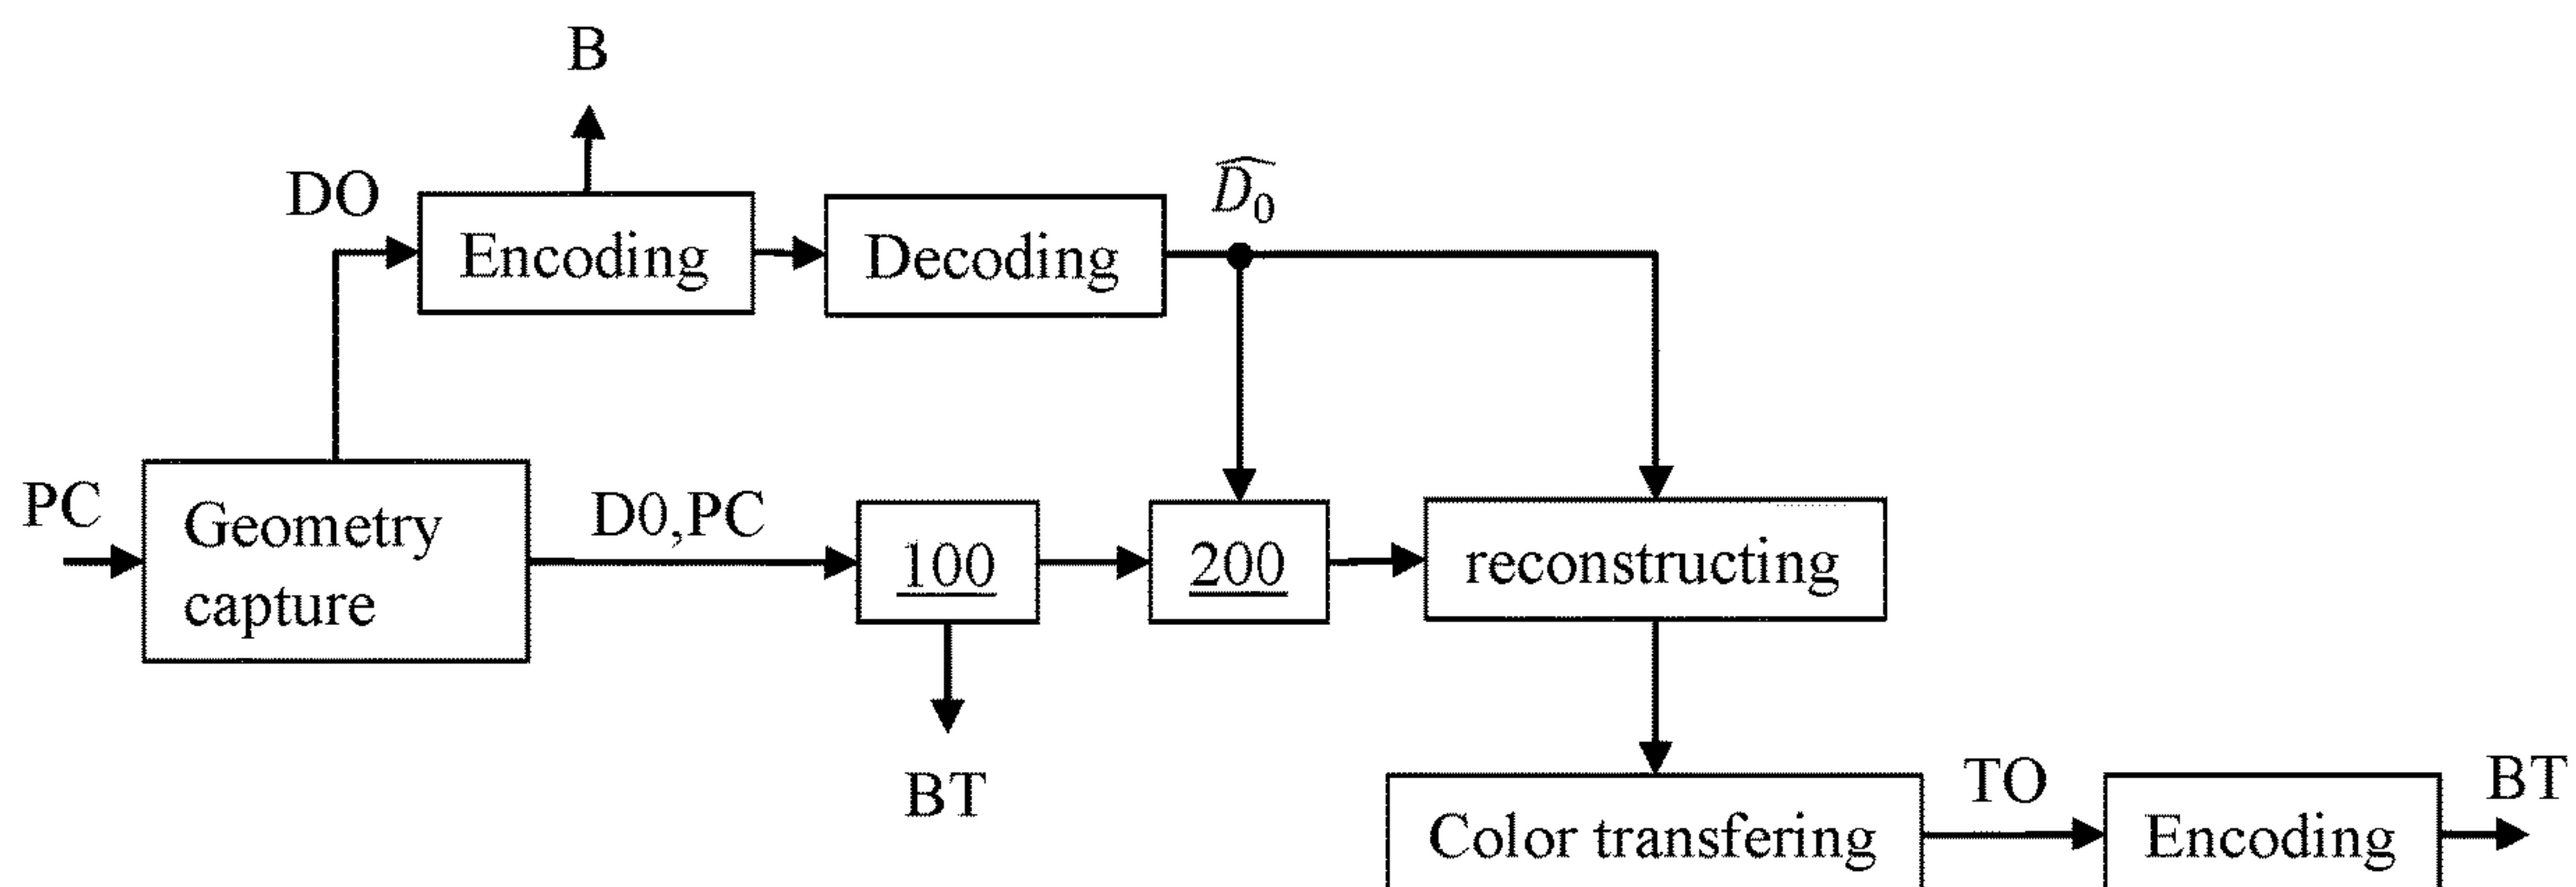 B
DO
Encoding
Decoding
$\widehat{D_0}$
PC
Geometry
capture
D0,PC
100
200
reconstructing
BT
Color transfering
TO
Encoding
BT